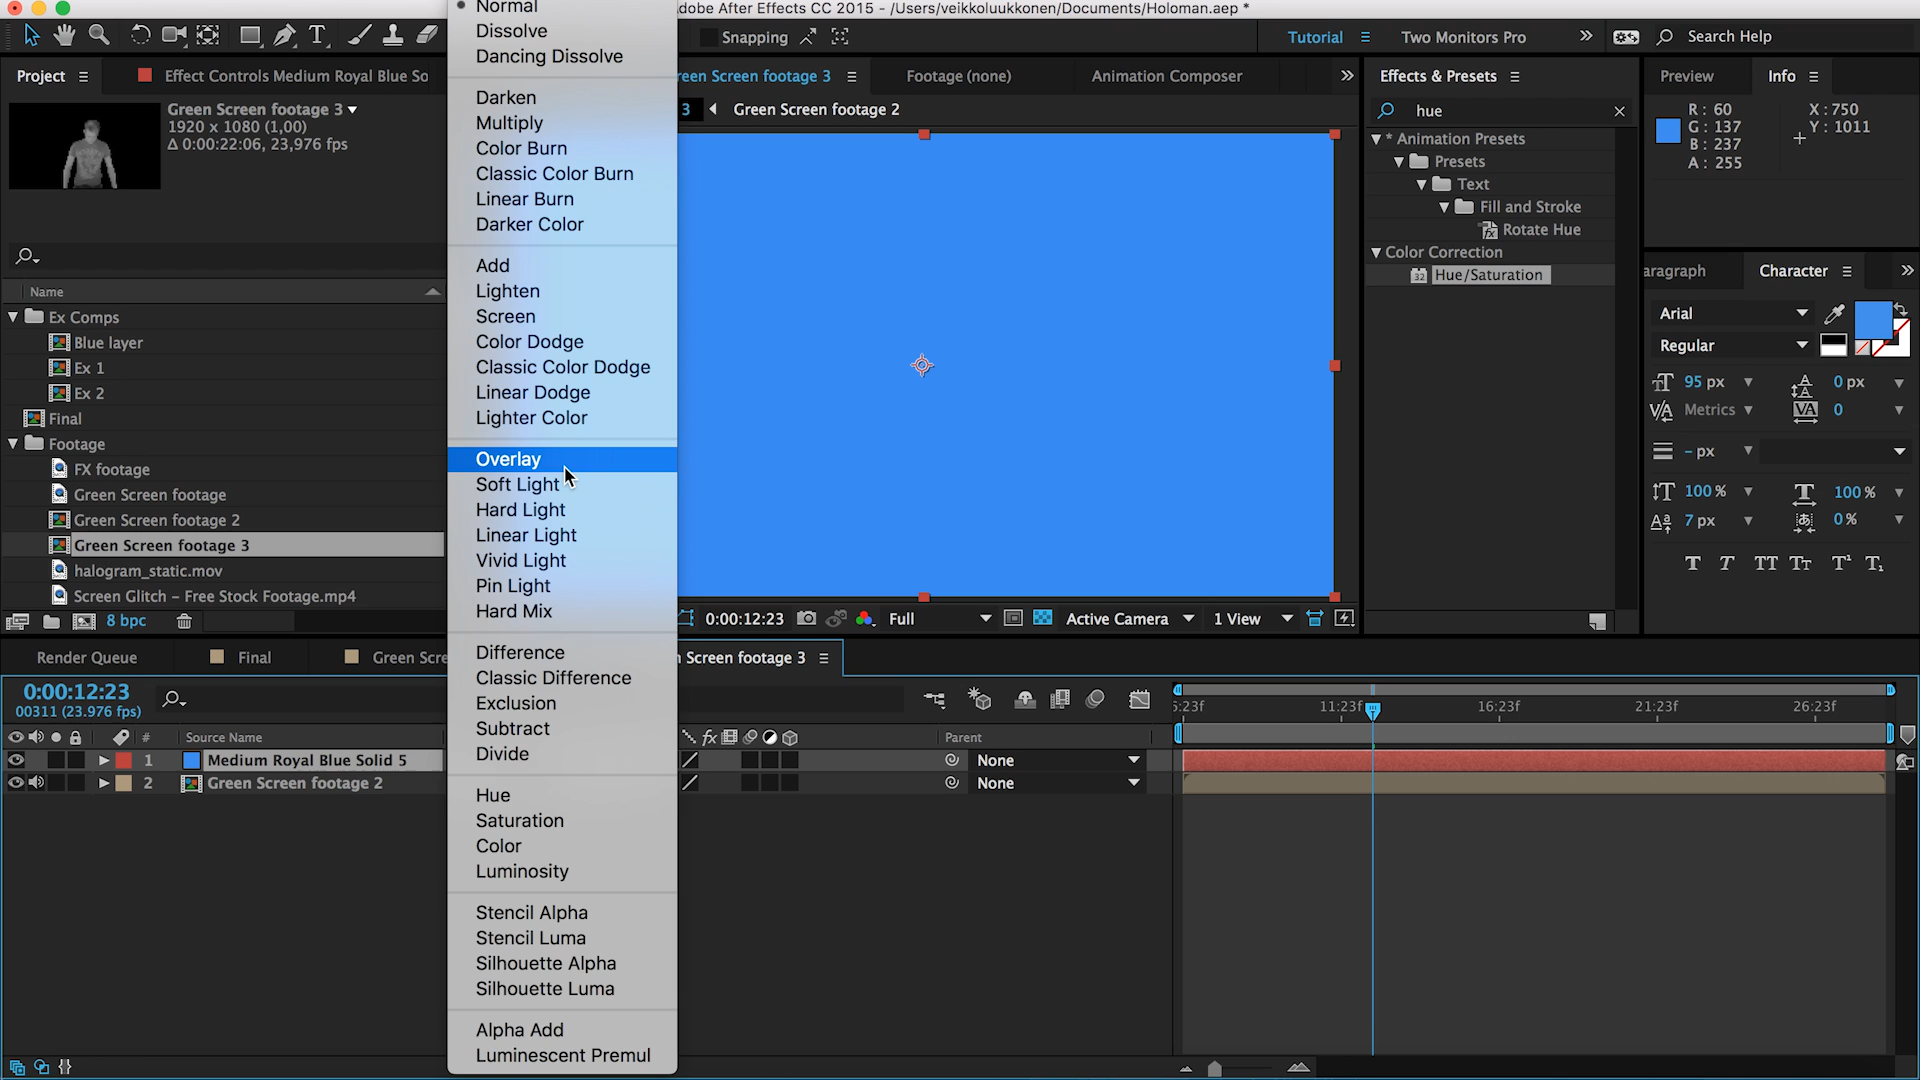 Normal
dobe After Effects CC 2015 - /Users/veikkoluukkonen/Documents/Holoman.aep *
Snapping
Tutorial
Two Monitors Pro
Search Help
Project
Effect Controls Medium Royal Blue So
Green Screen footage 3
1920 x 1080 (1,00)
Δ 0:00:22:06, 23,976 fps
Name
Ex Comps
Blue layer
Ex 1
Ex 2
Final
Footage
FX footage
Green Screen footage
Green Screen footage 2
Green Screen footage 3
halogram_static.mov
Screen Glitch – Free Stock Footage.mp4
8 bpc
Dissolve
Dancing Dissolve
Darken
Multiply
Color Burn
Classic Color Burn
Linear Burn
Darker Color
Add
Lighten
Screen
Color Dodge
Classic Color Dodge
Linear Dodge
Lighter Color
Overlay
Soft Light
Hard Light
Linear Light
Vivid Light
Pin Light
Hard Mix
Difference
Classic Difference
Exclusion
Subtract
Divide
Hue
Saturation
Color
Luminosity
Stencil Alpha
Stencil Luma
Silhouette Alpha
Silhouette Luma
Alpha Add
Luminescent Premul
reen Screen footage 3
Footage (none)
Animation Composer
3
Green Screen footage 2
0:00:12:23
Full
Active Camera
1 View
Effects & Presets
hue
* Animation Presets
Presets
Text
Fill and Stroke
Rotate Hue
Color Correction
32 Hue/Saturation
Preview
Info
R: 60
G: 137
B: 237
A: 255
X: 750
Y: 1011
aragraph
Character
Arial
Regular
95 px
0 px
Metrics
0
– px
100 %
100 %
7 px
0 %
T T TT Tt T¹ T₁
Render Queue
Final
Green Scre
n Screen footage 3
0:00:12:23
00311 (23.976 fps)
# Source Name
fx
Parent
1 Medium Royal Blue Solid 5
None
2 Green Screen footage 2
None
5:23f
11:23f
16:23f
21:23f
26:23f